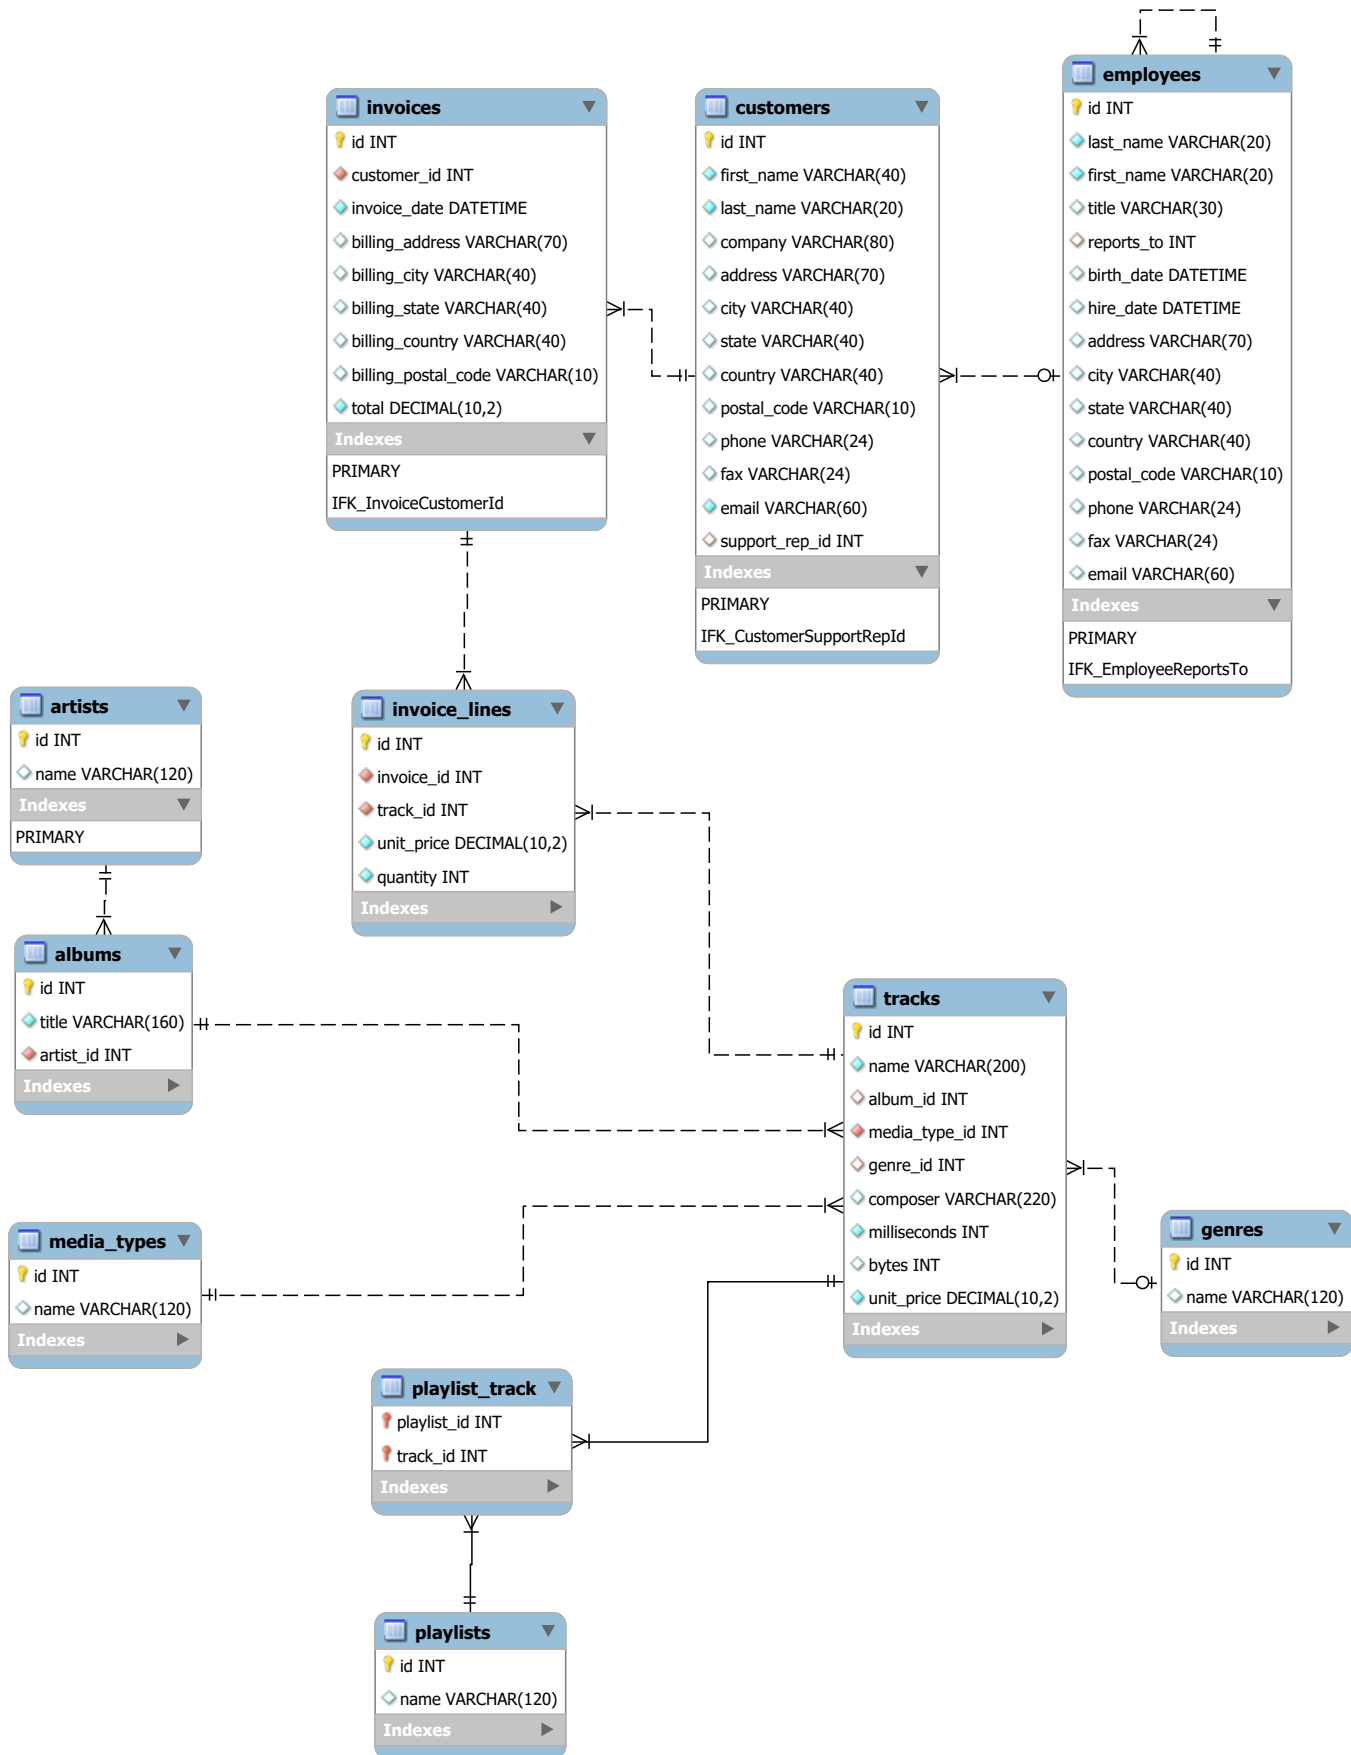 employees
id INT
last_name VARCHAR(20)
first_name VARCHAR(20)
title VARCHAR(30)
reports_to INT
birth_date DATETIME
hire_date DATETIME
address VARCHAR(70)
city VARCHAR(40)
state VARCHAR(40)
country VARCHAR(40)
postal_code VARCHAR(10)
phone VARCHAR(24)
fax VARCHAR(24)
email VARCHAR(60)
Indexes
PRIMARY
IFK_EmployeeReportsTo
invoices
id INT
customer_id INT
invoice_date DATETIME
billing_address VARCHAR(70)
billing_city VARCHAR(40)
billing_state VARCHAR(40)
billing_country VARCHAR(40)
billing_postal_code VARCHAR(10)
total DECIMAL(10,2)
Indexes
PRIMARY
IFK_InvoiceCustomerId
customers
id INT
first_name VARCHAR(40)
last_name VARCHAR(20)
company VARCHAR(80)
address VARCHAR(70)
city VARCHAR(40)
state VARCHAR(40)
country VARCHAR(40)
postal_code VARCHAR(10)
phone VARCHAR(24)
fax VARCHAR(24)
email VARCHAR(60)
support_rep_id INT
Indexes
PRIMARY
IFK_CustomerSupportRepId
artists
id INT
name VARCHAR(120)
Indexes
PRIMARY
invoice_lines
id INT
invoice_id INT
track_id INT
unit_price DECIMAL(10,2)
quantity INT
Indexes
albums
id INT
title VARCHAR(160)
artist_id INT
Indexes
tracks
id INT
name VARCHAR(200)
album_id INT
media_type_id INT
genre_id INT
composer VARCHAR(220)
milliseconds INT
bytes INT
unit_price DECIMAL(10,2)
Indexes
media_types
id INT
name VARCHAR(120)
Indexes
genres
id INT
name VARCHAR(120)
Indexes
playlist_track
playlist_id INT
track_id INT
Indexes
playlists
id INT
name VARCHAR(120)
Indexes